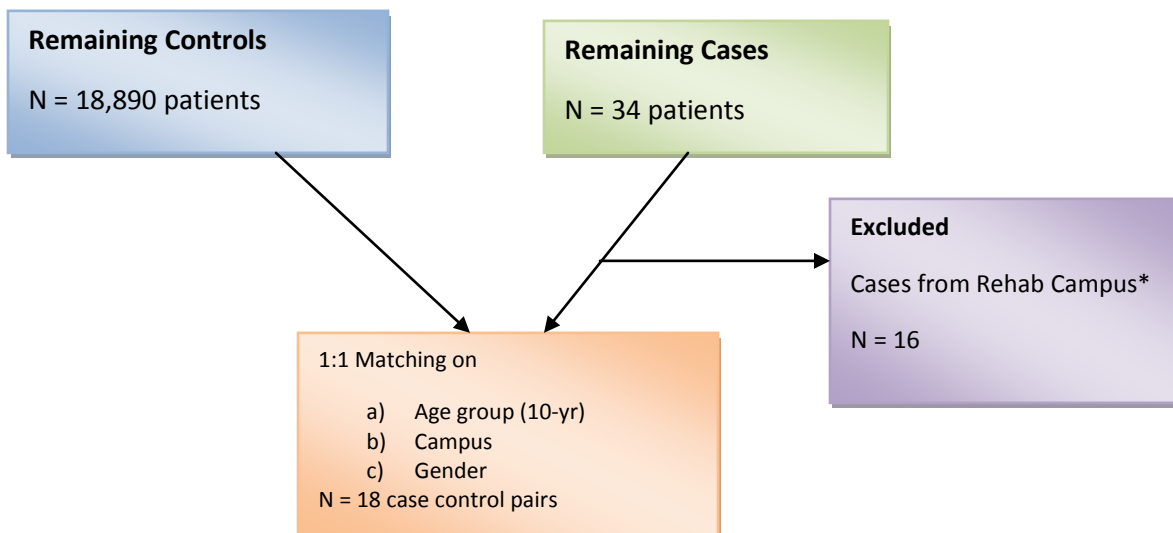 Remaining Controls
N = 18,890 patients
Remaining Cases
N = 34 patients
Excluded
Cases from Rehab Campus*
N = 16
1:1 Matching on
a) Age group (10-yr)
b) Campus
c) Gender
N = 18 case control pairs